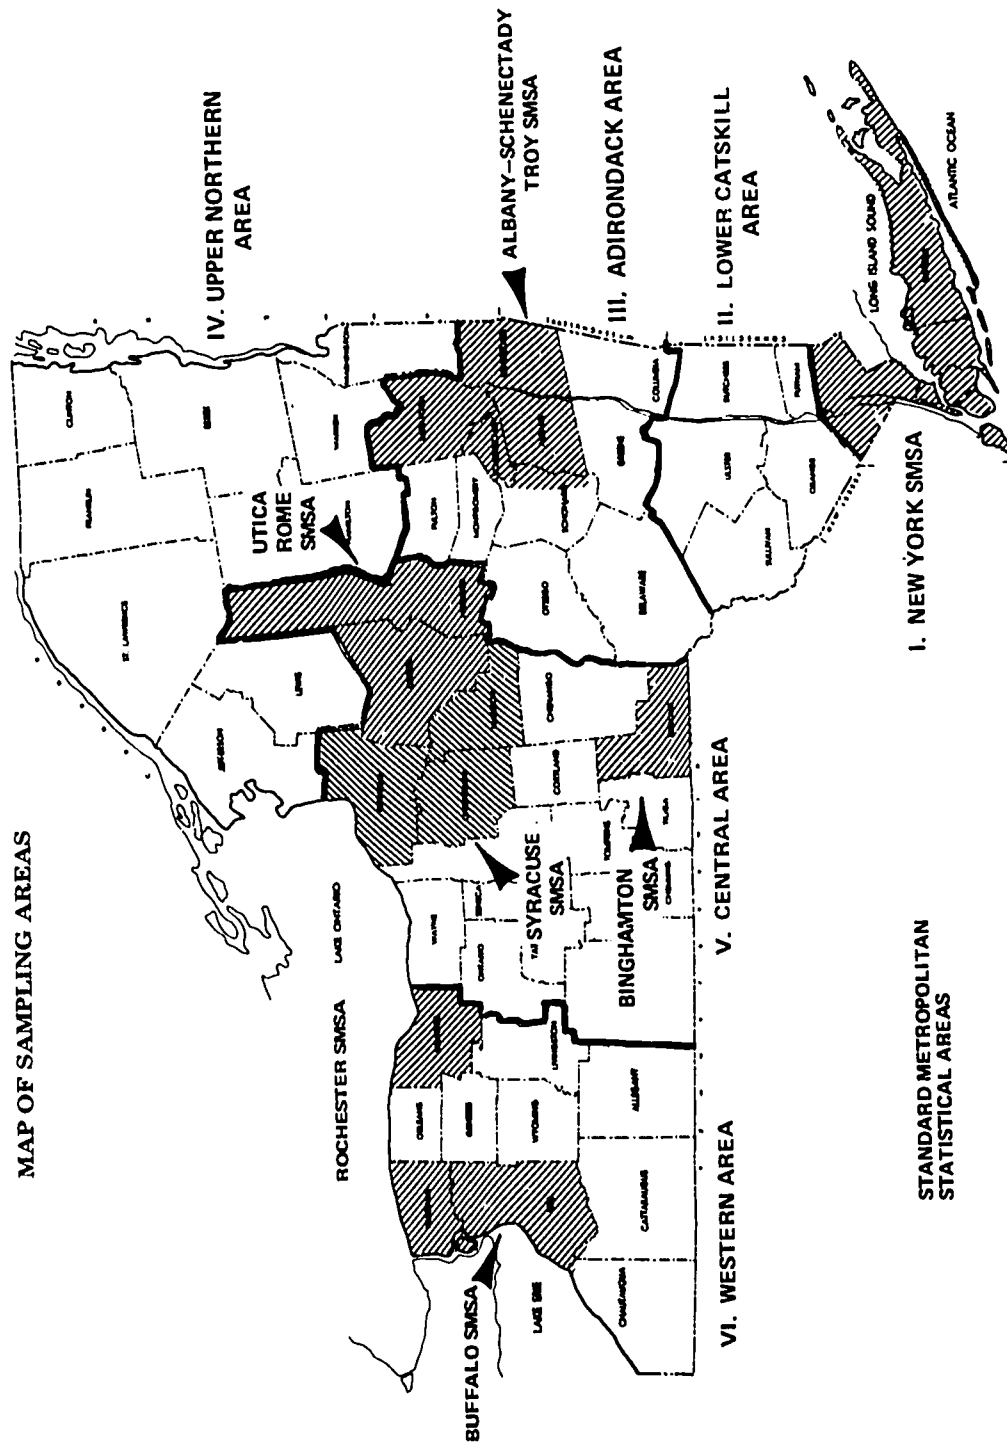 MAP OF SAMPLING AREAS
IV. UPPER NORTHERN
AREA
ALBANY–SCHENECTADY
TROY SMSA
III. ADIRONDACK AREA
II. LOWER CATSKILL
AREA
I. NEW YORK SMSA
LONG ISLAND SOUND
ATLANTIC OCEAN
UTICA
ROME
SMSA
SYRACUSE
SMSA
BINGHAMTON
SMSA
ROCHESTER SMSA
BUFFALO SMSA
LAKE ONTARIO
LAKE ERIE
V. CENTRAL AREA
VI. WESTERN AREA
STANDARD METROPOLITAN
STATISTICAL AREAS
CLINTON
FRANKLIN
ST. LAWRENCE
ESSEX
JEFFERSON
LEWIS
WARREN
WASHINGTON
FULTON
MONTGOMERY
SCHOHARIE
OTSEGO
DELAWARE
GREENE
COLUMBIA
ULSTER
DUTCHESS
PUTNAM
ORANGE
SULLIVAN
CHENANGO
CORTLAND
TOMPKINS
TIOGA
CHEMUNG
WAYNE
SENECA
ONTARIO
LIVINGSTON
ORLEANS
GENESEE
WYOMING
ALLEGANY
CATTARAUGUS
CHAUTAUQUA